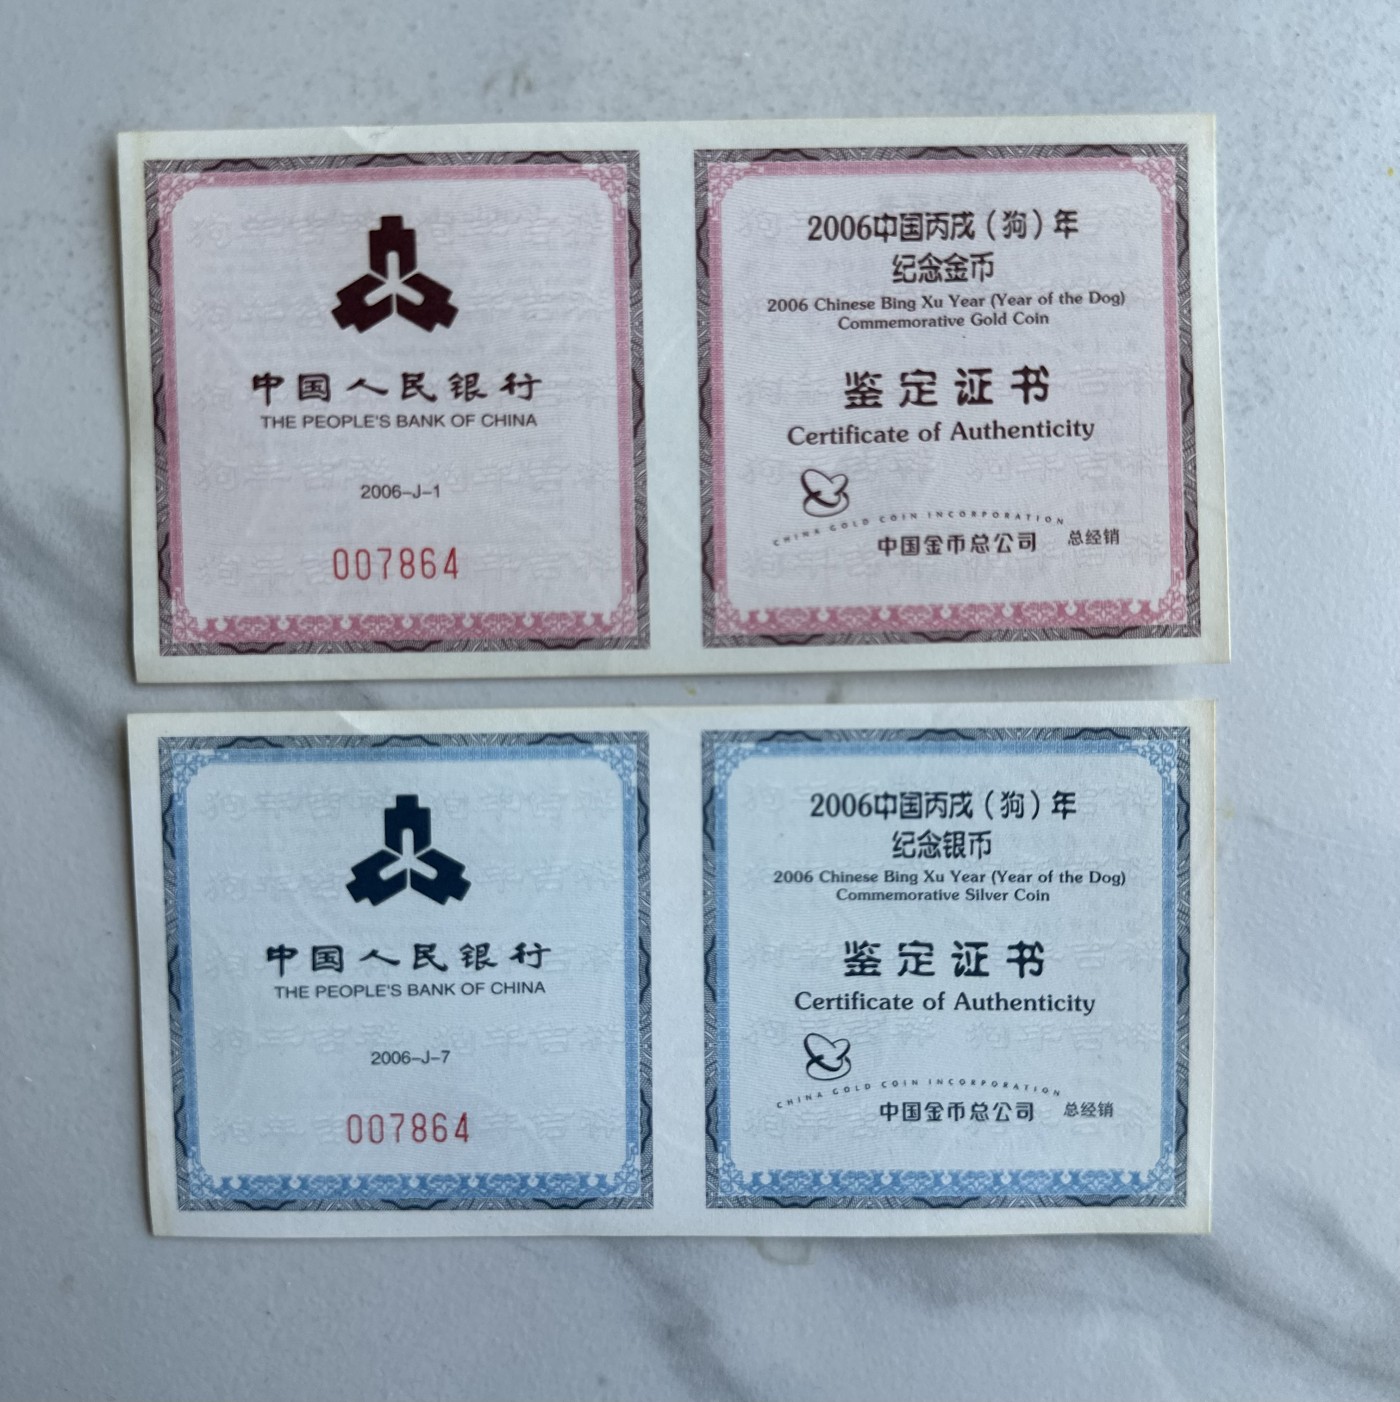 中国人民银行
THE PEOPLE'S BANK OF CHINA
2006-J-1
007864
2006中国丙戌（狗）年
纪念金币
2006 Chinese Bing Xu Year (Year of the Dog)
Commemorative Gold Coin
鉴定证书
Certificate of Authenticity
CHINA GOLD COIN INCORPORATION
中国金币总公司 总经销
中国人民银行
THE PEOPLE'S BANK OF CHINA
2006-J-7
007864
2006中国丙戌（狗）年
纪念银币
2006 Chinese Bing Xu Year (Year of the Dog)
Commemorative Silver Coin
鉴定证书
Certificate of Authenticity
CHINA GOLD COIN INCORPORATION
中国金币总公司 总经销